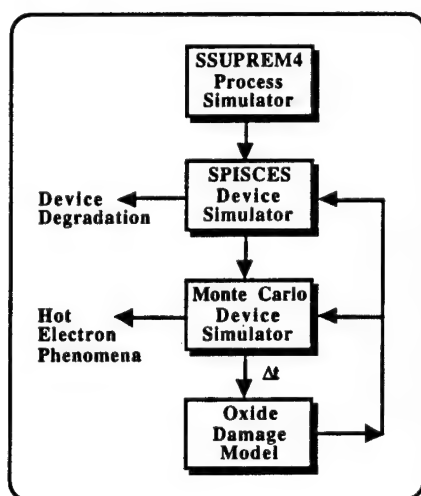 SSUPREM4
Process
Simulator
SPISCES
Device
Simulator
Device
Degradation
Monte Carlo
Device
Simulator
Hot
Electron
Phenomena
Δt
Oxide
Damage
Model